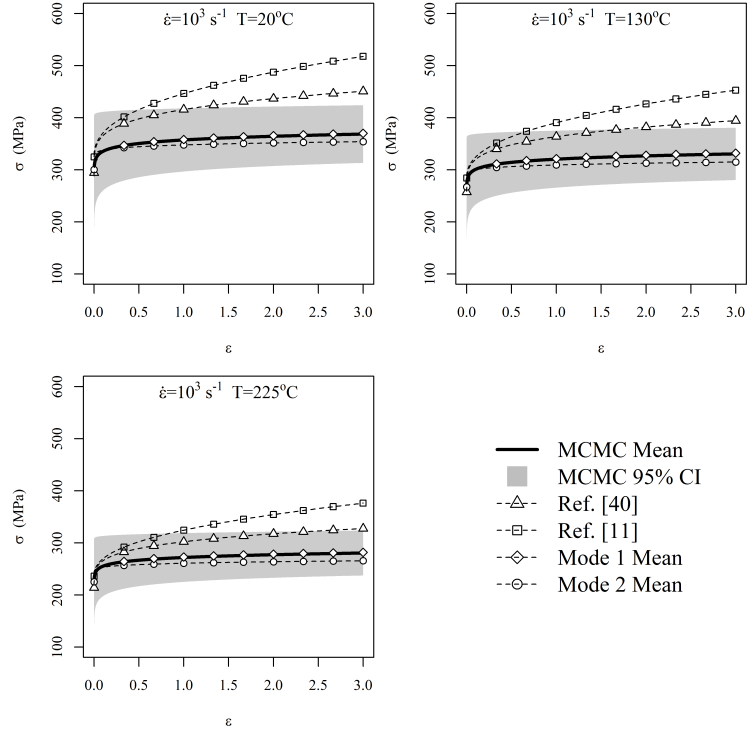 ε̇=10³ s⁻¹ T=20°C
600
500
400
300
200
100
σ (MPa)
0.0 0.5 1.0 1.5 2.0 2.5 3.0
ε
ε̇=10³ s⁻¹ T=130°C
600
500
400
300
200
100
σ (MPa)
0.0 0.5 1.0 1.5 2.0 2.5 3.0
ε
ε̇=10³ s⁻¹ T=225°C
600
500
400
300
200
100
σ (MPa)
0.0 0.5 1.0 1.5 2.0 2.5 3.0
ε
MCMC Mean
MCMC 95% CI
Ref. [40]
Ref. [11]
Mode 1 Mean
Mode 2 Mean